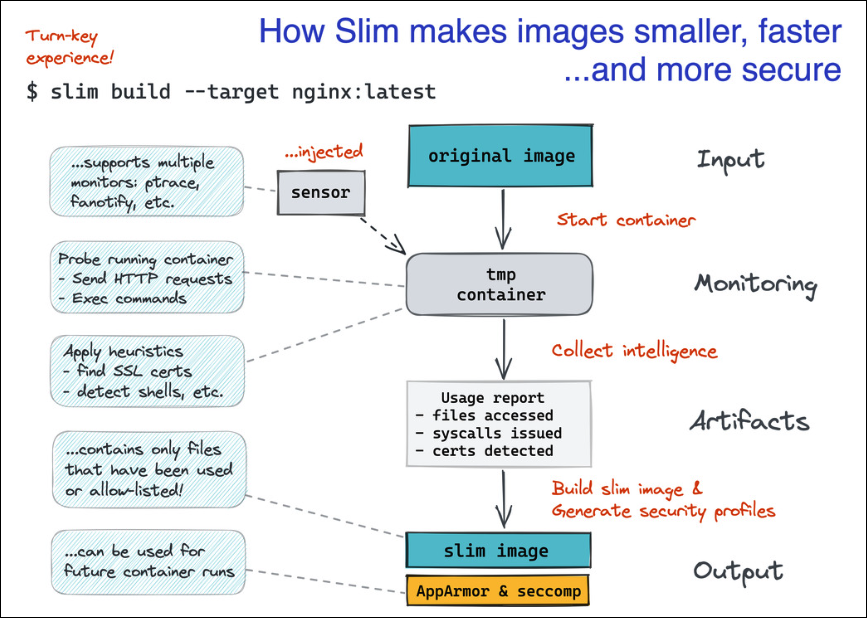 How Slim makes images smaller, faster
...and more secure
Turn-key
experience!
$ slim build --target nginx:latest
...supports multiple
monitors: ptrace,
fanotify, etc.
...injected
sensor
original image
Input
Start container
Probe running container
- Send HTTP requests
- Exec commands
tmp
container
Monitoring
Apply heuristics
- find SSL certs
- detect shells, etc.
Collect intelligence
Usage report
- files accessed
- syscalls issued
- certs detected
Artifacts
...contains only files
that have been used
or allow-listed!
Build slim image &
Generate security profiles
slim image
...can be used for
future container runs
AppArmor & seccomp
Output